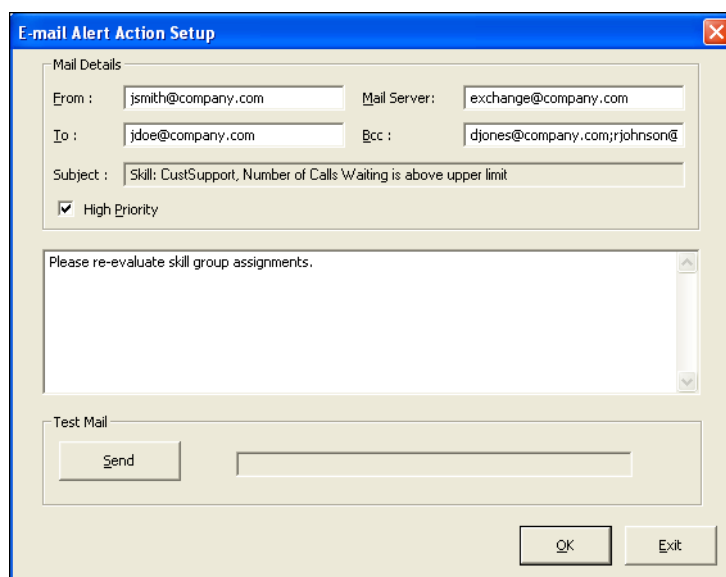 E-mail Alert Action Setup
Mail Details
From : jsmith@company.com Mail Server: exchange@company.com
To : jdoe@company.com Bcc : djones@company.com;rjohnson@
Subject : Skill: CustSupport, Number of Calls Waiting is above upper limit
High Priority
Please re-evaluate skill group assignments.
Test Mail
Send
OK Exit